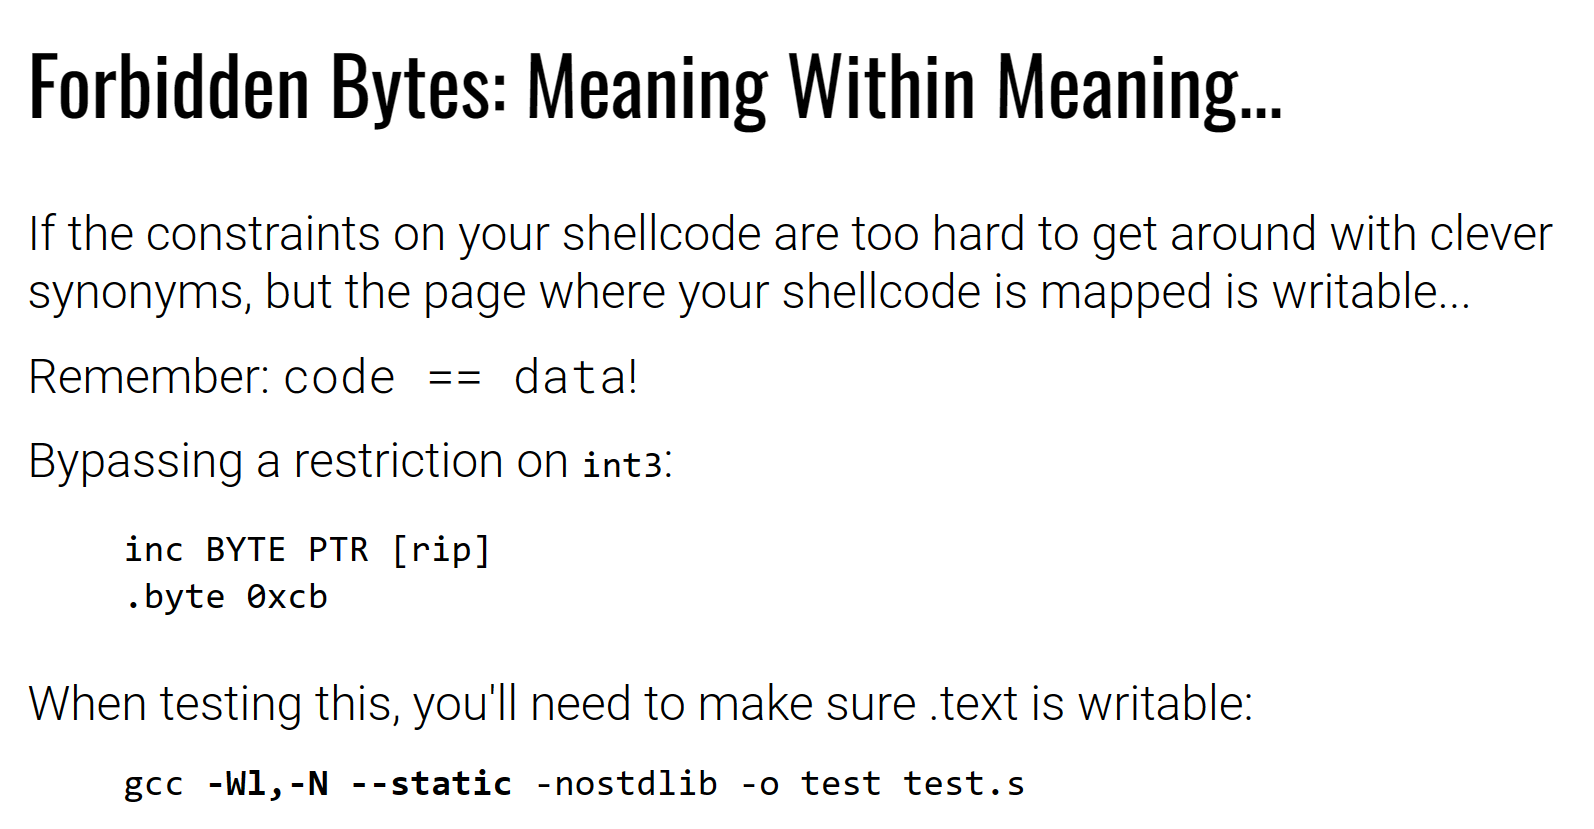 Forbidden Bytes: Meaning Within Meaning...
If the constraints on your shellcode are too hard to get around with clever
synonyms, but the page where your shellcode is mapped is writable...
Remember: code == data!
Bypassing a restriction on int3:
inc BYTE PTR [rip]
.byte 0xcb
When testing this, you'll need to make sure .text is writable:
gcc -Wl,-N --static -nostdlib -o test test.s